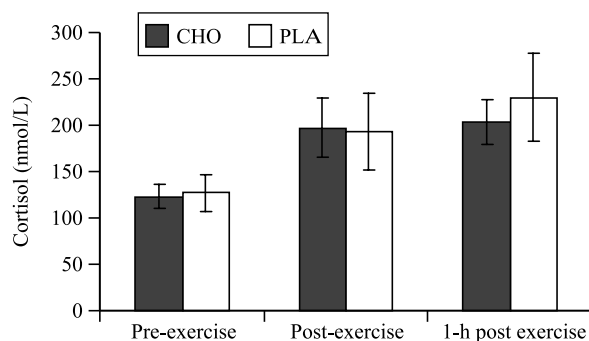 300
250
200
150
100
50
0
Cortisol (nmol/L)
CHO PLA
Pre-exercise Post-exercise 1-h post exercise